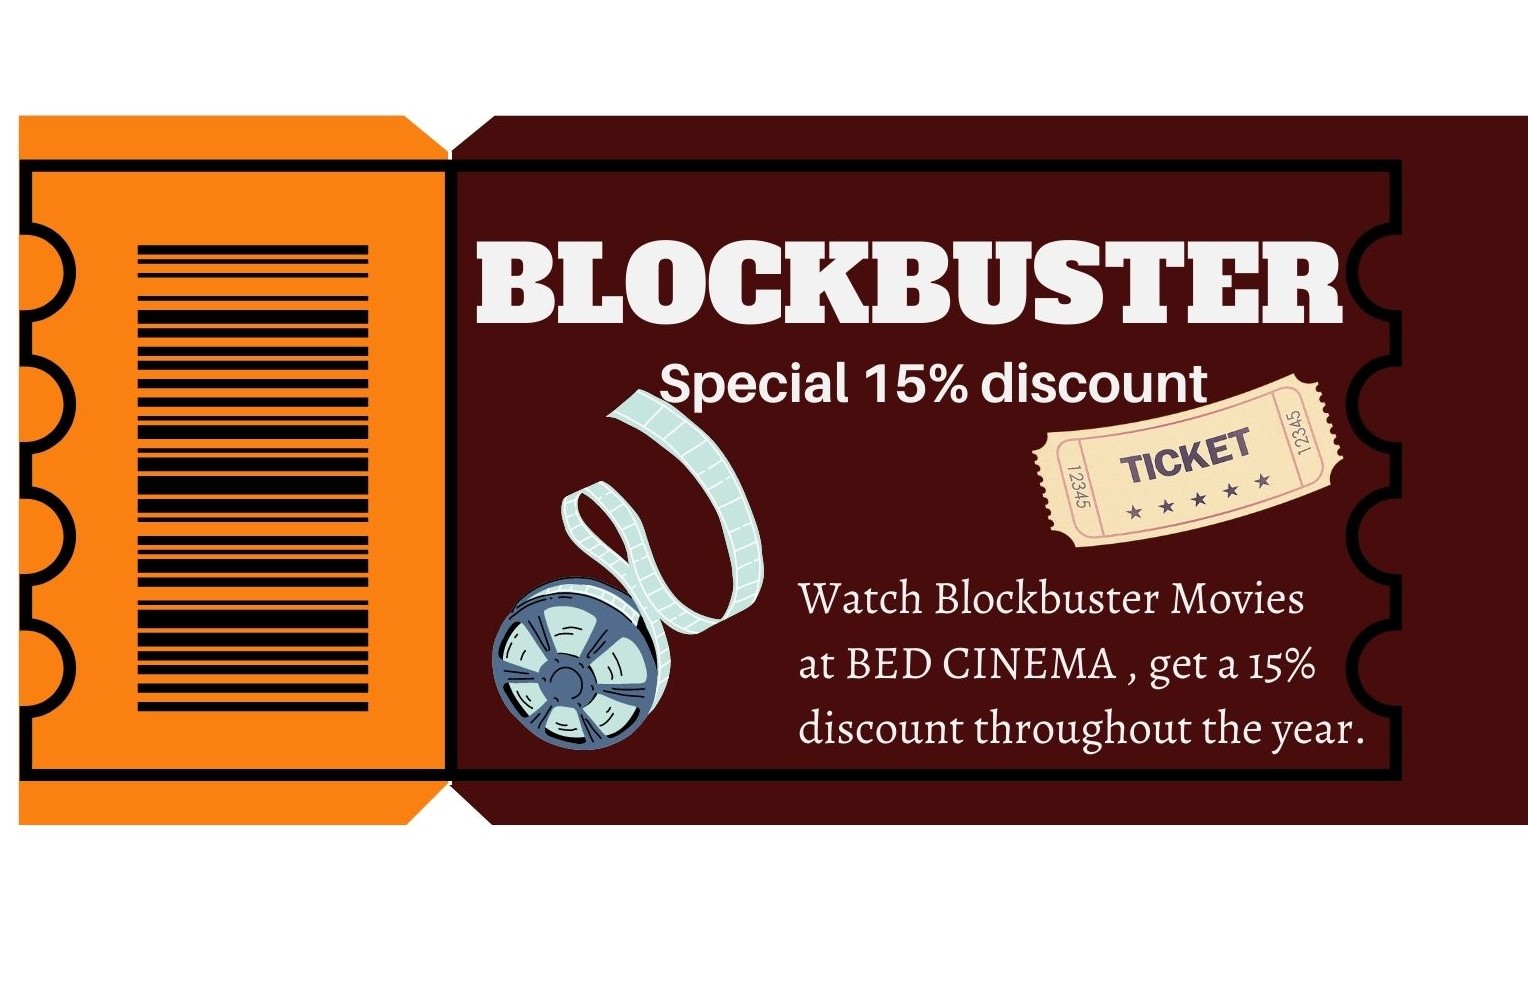 BLOCKBUSTER
Special 15% discount
12345
TICKET
12345
Watch Blockbuster Movies
at BED CINEMA , get a 15%
discount throughout the year.